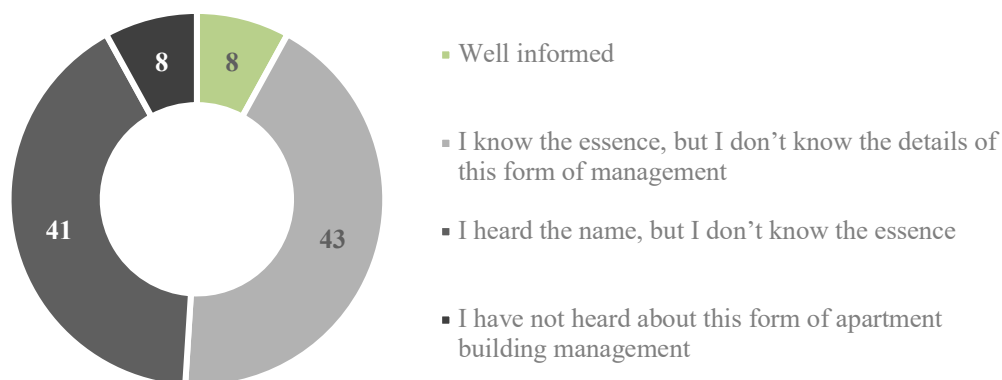 8
8
41
43
Well informed
I know the essence, but I don’t know the details of
this form of management
I heard the name, but I don’t know the essence
I have not heard about this form of apartment
building management